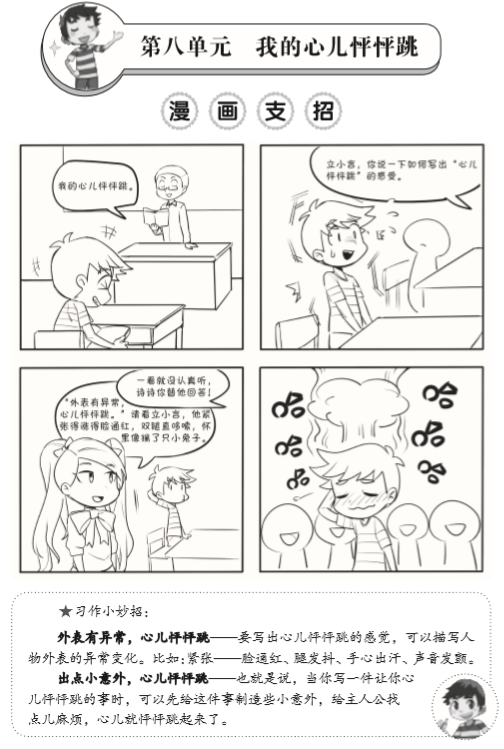 第八单元 我的心儿怦怦跳
漫画支招
我的心儿怦怦跳。
立小言，你说一下如何写出“心儿
怦怦跳”的感觉。
一看就没认真听，
诗诗你替他回答！
“外表有异常，
心儿怦怦跳。”请看立小言，他紧
张得满脸通红，双腿直哆嗦，怀
里像揣了只小兔子。
哈哈
哈哈
哈哈
哈哈
★习作小妙招：
外表有异常，心儿怦怦跳——要写出心儿怦怦跳的感觉，可以描写人
物外表的异常变化。比如：紧张——脸通红、腿发抖、手心出汗、声音发颤。
出点小意外，心儿怦怦跳——也就是说，当你写一件让你心
儿怦怦跳的事时，可以先给这件事制造些小意外，给主人公找
点儿麻烦，心儿就怦怦跳起来了。